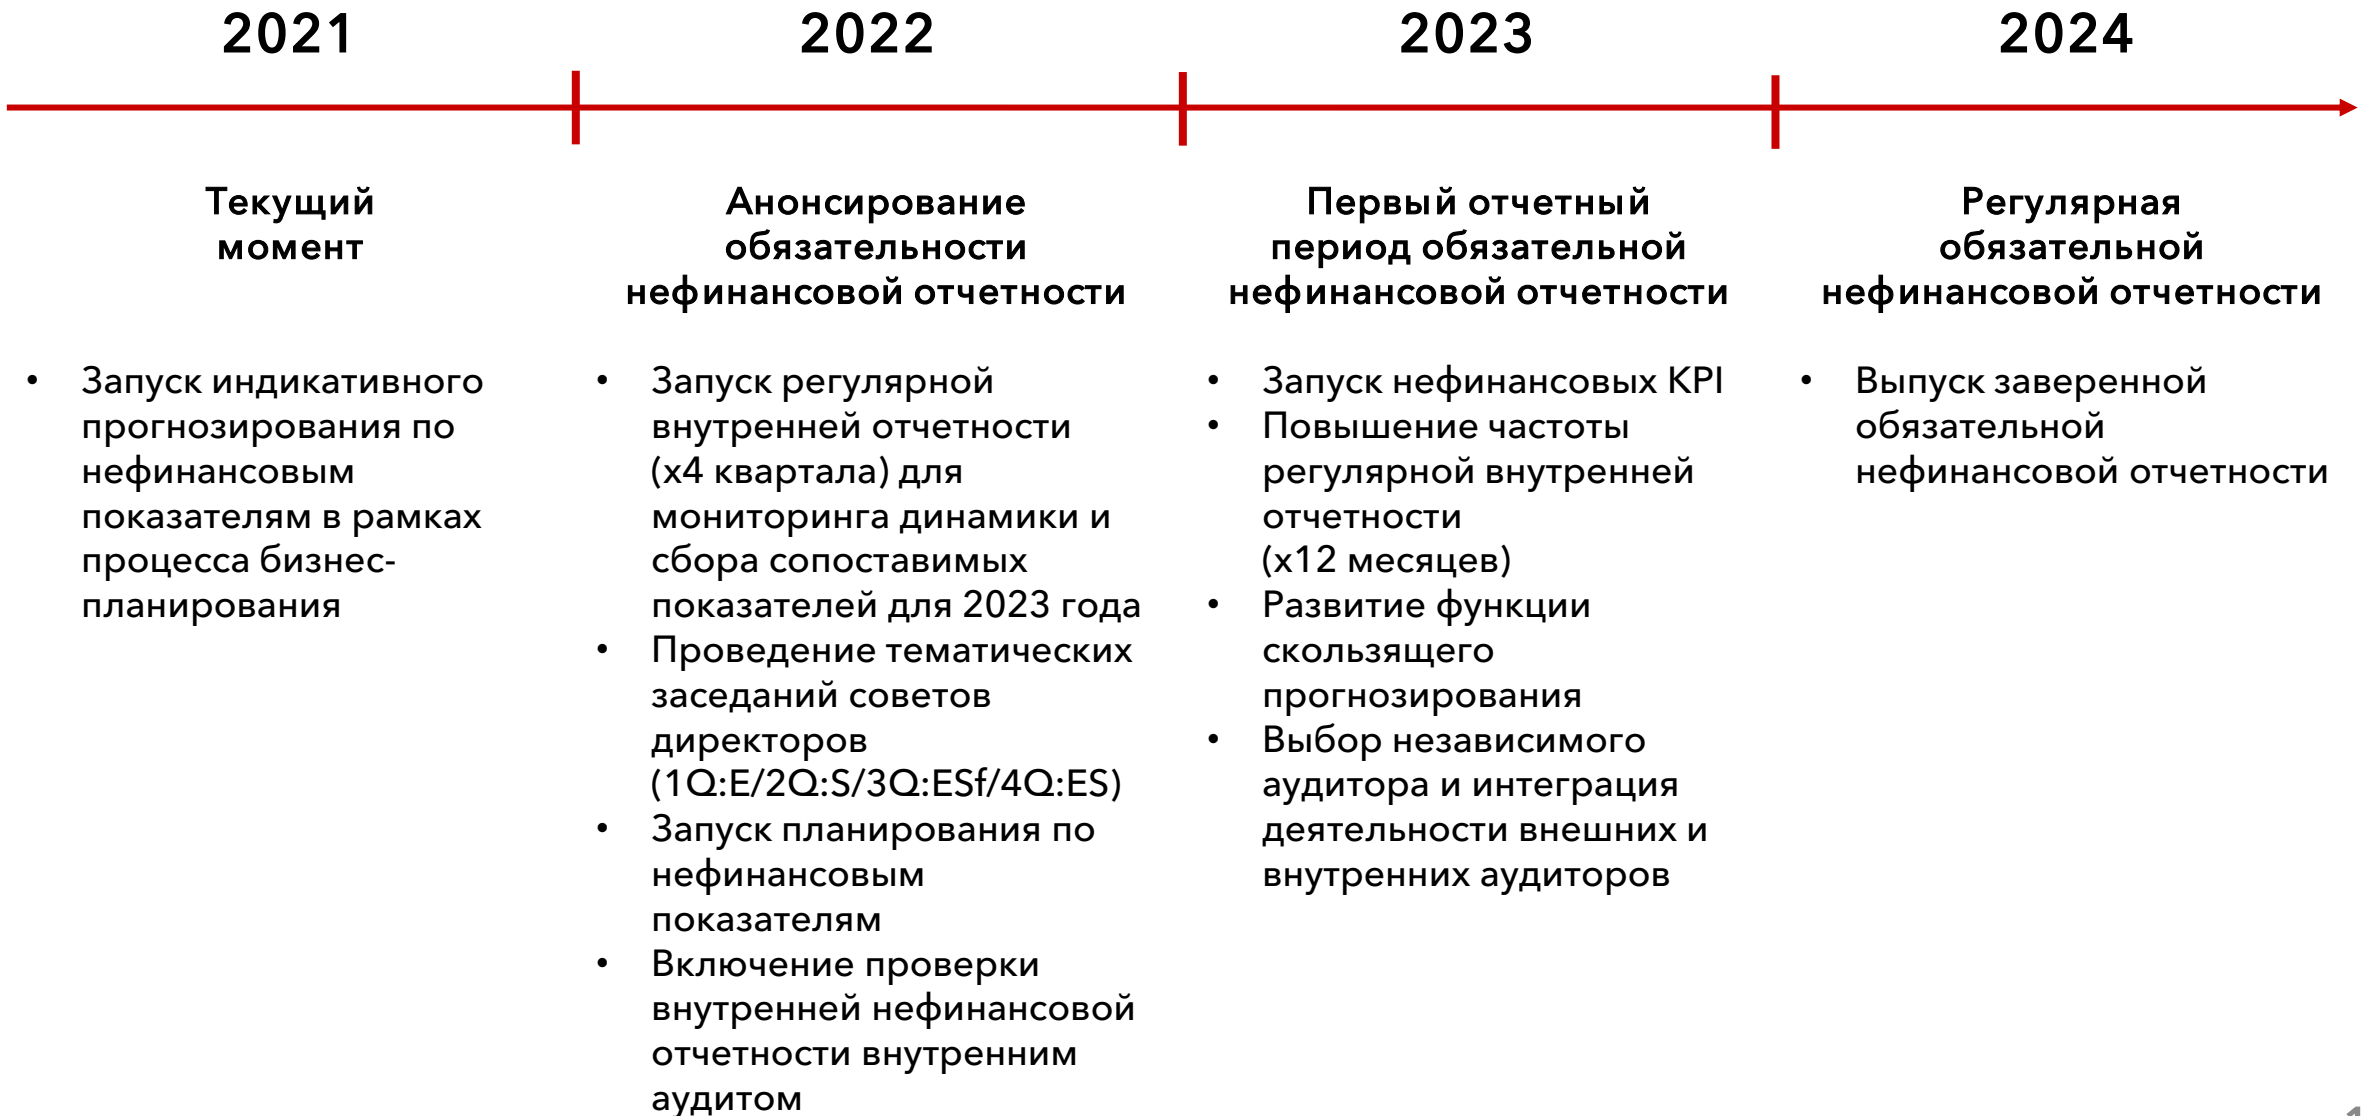 2021
2022
2023
2024
Текущий
момент
Анонсирование
обязательности
нефинансовой отчетности
Первый отчетный
период обязательной
нефинансовой отчетности
Регулярная
обязательной
нефинансовой отчетности
• Запуск индикативного
прогнозирования по
нефинансовым
показателям в рамках
процесса бизнес-
планирования
• Запуск регулярной
внутренней отчетности
(х4 квартала) для
мониторинга динамики и
сбора сопоставимых
показателей для 2023 года
• Проведение тематических
заседаний советов
директоров
(1Q:E/2Q:S/3Q:ESf/4Q:ES)
• Запуск планирования по
нефинансовым
показателям
• Включение проверки
внутренней нефинансовой
отчетности внутренним
аудитом
• Запуск нефинансовых KPI
• Повышение частоты
регулярной внутренней
отчетности
(х12 месяцев)
• Развитие функции
скользящего
прогнозирования
• Выбор независимого
аудитора и интеграция
деятельности внешних и
внутренних аудиторов
• Выпуск заверенной
обязательной
нефинансовой отчетности